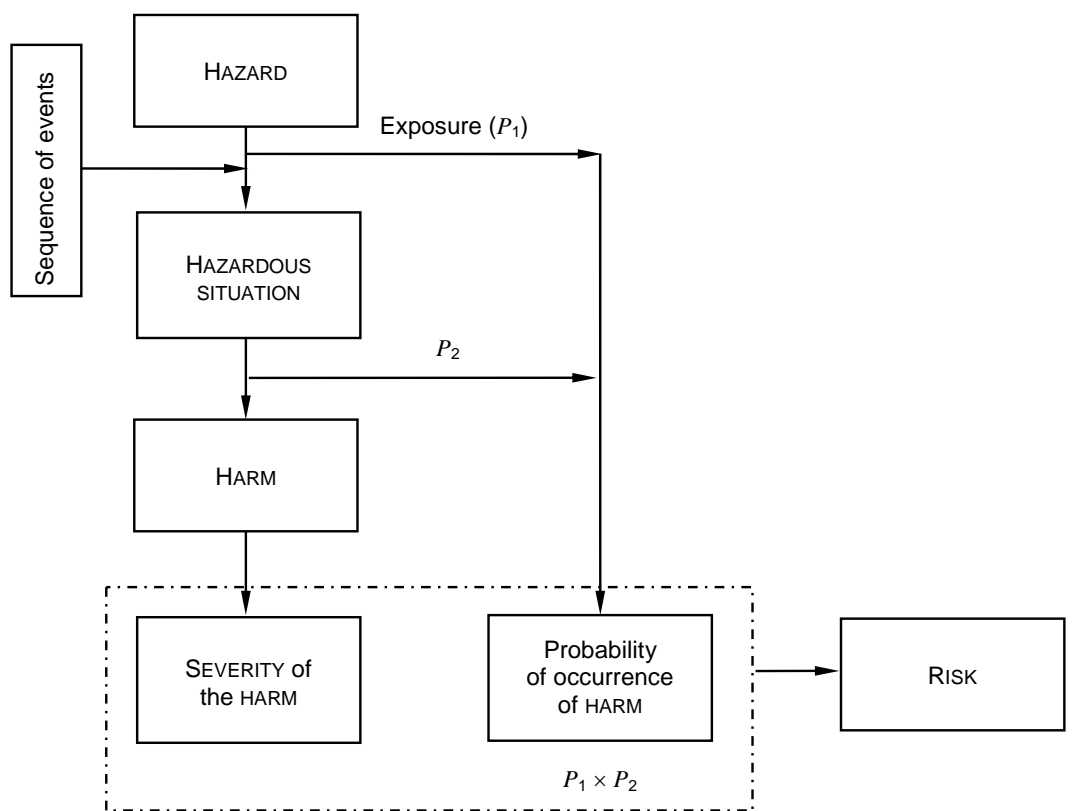 HAZARD
Sequence of events
Exposure (P₁)
HAZARDOUS
SITUATION
P₂
HARM
SEVERITY of
the HARM
Probability
of occurrence
of HARM
RISK
P₁ × P₂